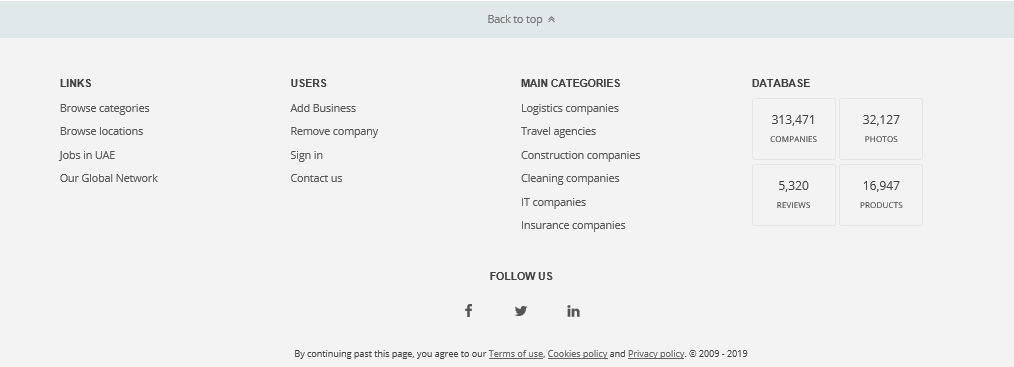 Back to top
LINKS
Browse categories
Browse locations
Jobs in UAE
Our Global Network
USERS
Add Business
Remove company
Sign in
Contact us
MAIN CATEGORIES
Logistics companies
Travel agencies
Construction companies
Cleaning companies
IT companies
Insurance companies
DATABASE
313,471
COMPANIES
32,127
PHOTOS
5,320
REVIEWS
16,947
PRODUCTS
FOLLOW US
By continuing past this page, you agree to our Terms of use, Cookies policy and Privacy policy. © 2009 - 2019